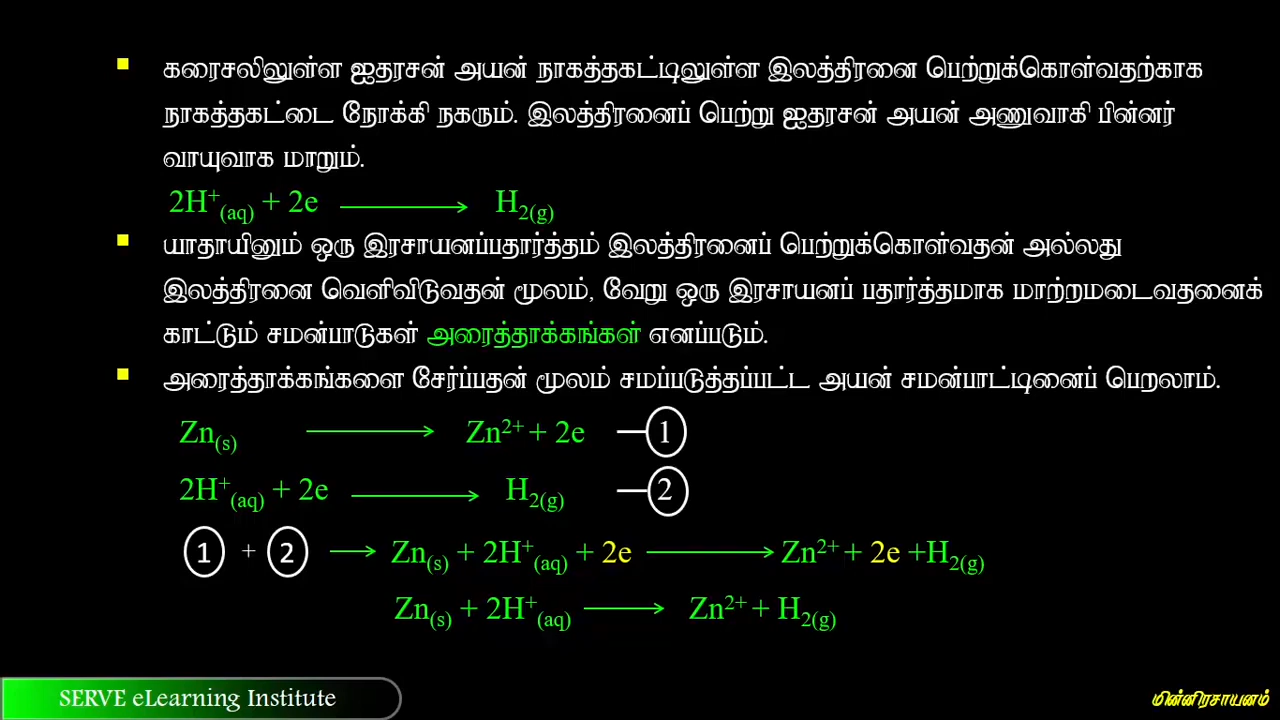 கரைசலிலுள்ள ஐதரசன் அயன் நாகத்தகட்டிலுள்ள இலத்திரனை பெற்றுக்கொள்வதற்காக
நாகத்தகட்டை நோக்கி நகரும். இலத்திரனைப் பெற்று ஐதரசன் அயன் அணுவாகி பின்னர்
வாயுவாக மாறும்.
2H⁺(aq) + 2e ⟶ H₂(g)
யாதாயினும் ஒரு இரசாயனப்பதார்த்தம் இலத்திரனைப் பெற்றுக்கொள்வதன் அல்லது
இலத்திரனை வெளிவிடுவதன் மூலம், வேறு ஒரு இரசாயனப் பதார்த்தமாக மாற்றமடைவதனைக்
காட்டும் சமன்பாடுகள் அரைத்தாக்கங்கள் எனப்படும்.
அரைத்தாக்கங்களை சேர்ப்பதன் மூலம் சமப்படுத்தப்பட்ட அயன் சமன்பாட்டினைப் பெறலாம்.
Zn(s) ⟶ Zn²⁺ + 2e —①
2H⁺(aq) + 2e ⟶ H₂(g) —②
① + ② ⟶ Zn(s) + 2H⁺(aq) + 2e ⟶ Zn²⁺ + 2e +H₂(g)
Zn(s) + 2H⁺(aq) ⟶ Zn²⁺ + H₂(g)
SERVE eLearning Institute
மின்னிரசாயனம்